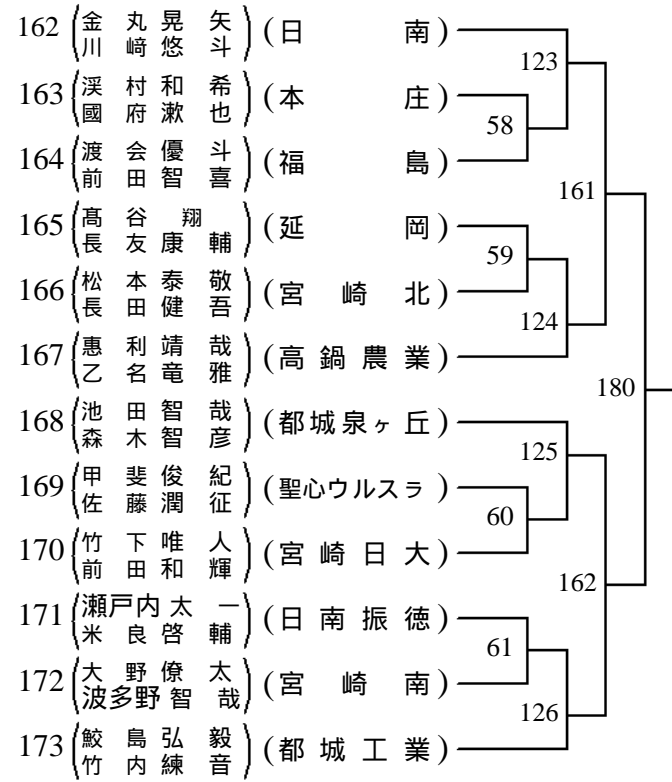 162 (金丸晃矢 川﨑悠斗) (日南)
123
163 (渓村和希 國府漱也) (本庄)
58
164 (渡会優斗 前田智喜) (福島)
161
165 (髙谷翔 長友康輔) (延岡)
59
166 (松本泰敬 長田健吾) (宮崎北)
124
167 (惠利靖哉 乙名竜雅) (高鍋農業)
180
168 (池田智哉 森木智彦) (都城泉ヶ丘)
125
169 (甲斐俊紀 佐藤潤征) (聖心ウルスラ)
60
170 (竹下唯人 前田和輝) (宮崎日大)
162
171 (瀬戸内太一 米良啓輔) (日南振徳)
61
172 (大野僚太 波多野智哉) (宮崎南)
126
173 (鮫島弘毅 竹内練音) (都城工業)